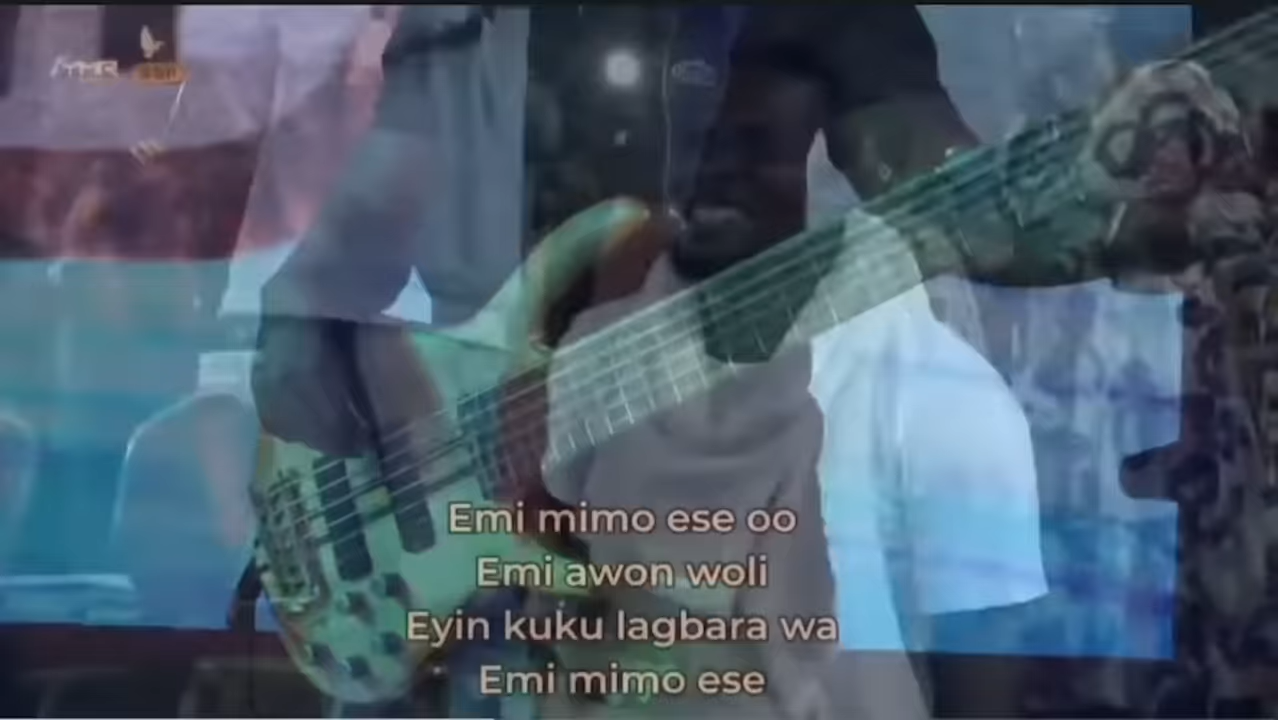 Emi mimo ese oo
Emi awon woli
Eyin kuku lagbara wa
Emi mimo ese